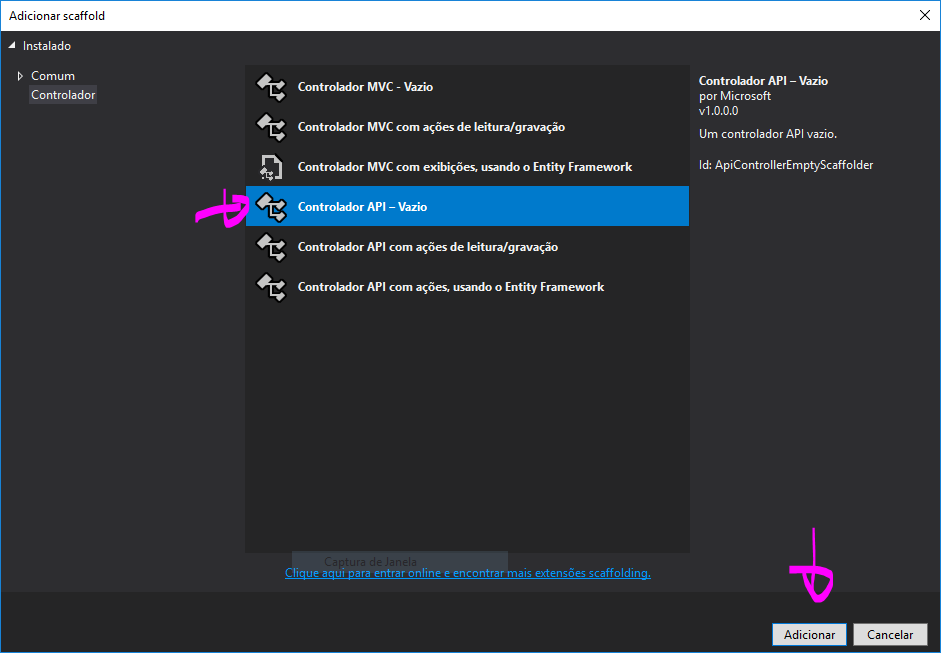 Adicionar scaffold
Instalado
Comum
Controlador
Controlador MVC - Vazio
Controlador MVC com ações de leitura/gravação
Controlador MVC com exibições, usando o Entity Framework
Controlador API – Vazio
Controlador API com ações de leitura/gravação
Controlador API com ações, usando o Entity Framework
Controlador API – Vazio
por Microsoft
v1.0.0.0
Um controlador API vazio.
Id: ApiControllerEmptyScaffolder
Captura de Janela
Clique aqui para entrar online e encontrar mais extensões scaffolding.
Adicionar
Cancelar